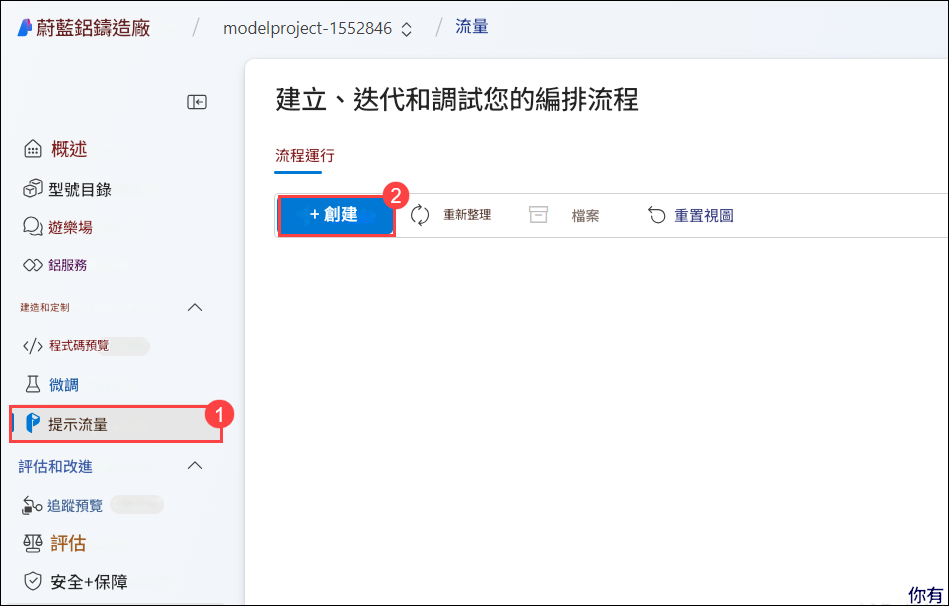 蔚藍鋁鑄造廠 / modelproject-1552846 / 流量
建立、迭代和調試您的編排流程
流程運行
+ 創建 2 重新整理 檔案 重置視圖
概述
型號目錄
遊樂場
鋁服務
建造和定制
程式碼預覽
微調
提示流量 1
評估和改進
追蹤預覽
評估
安全+保障
你有